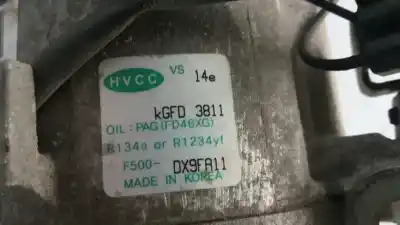 HVCC VS 14e
kGFD 3811
OIL: PAG(FD46XG)
R134a or R1234yf
F500- DX9FA11
MADE IN KOREA